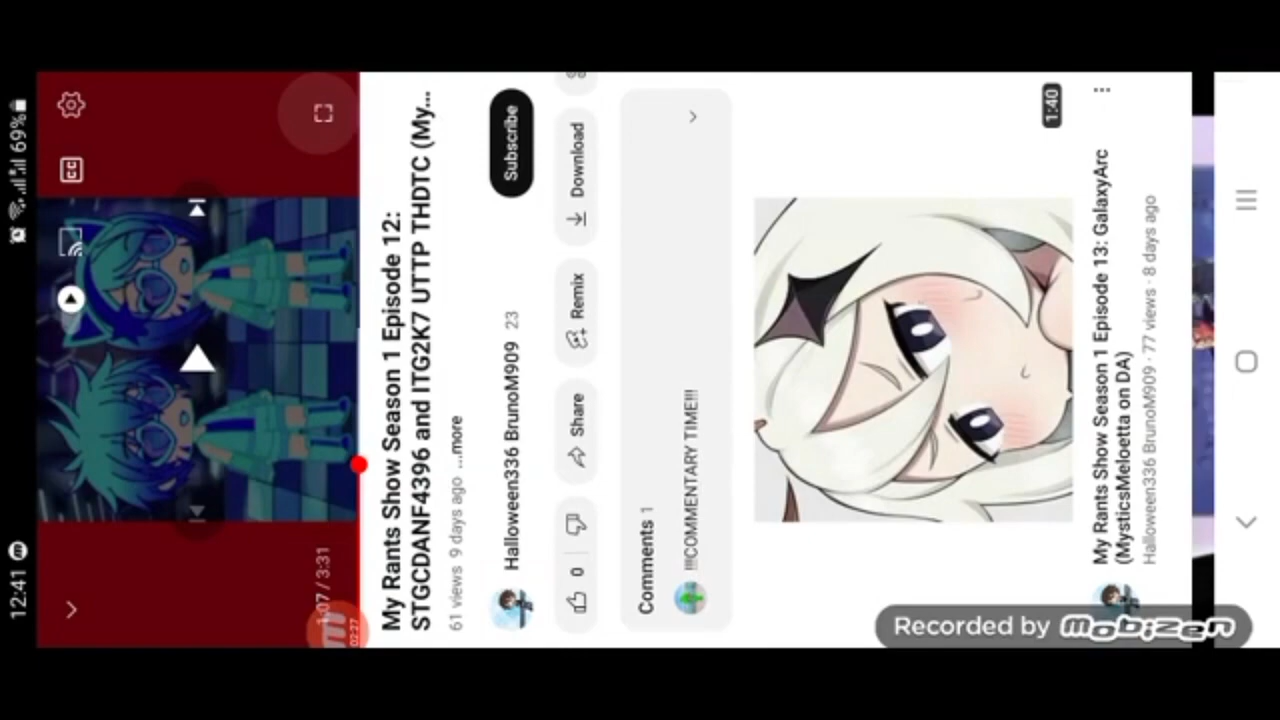 12:41
69%
CC
1:07 / 3:31
02:27
My Rants Show Season 1 Episode 12:
STGCDANF4396 and ITG2K7 UTTP THDTC (My...
61 views 9 days ago ...more
Halloween336 BrunoM909 23
Subscribe
0
Share
Remix
Download
Comments 1
!!!COMMENTARY TIME!!!
1:40
My Rants Show Season 1 Episode 13: GalaxyArc
(MysticsMeloetta on DA)
Halloween336 BrunoM909 · 77 views · 8 days ago
Recorded by mobizen